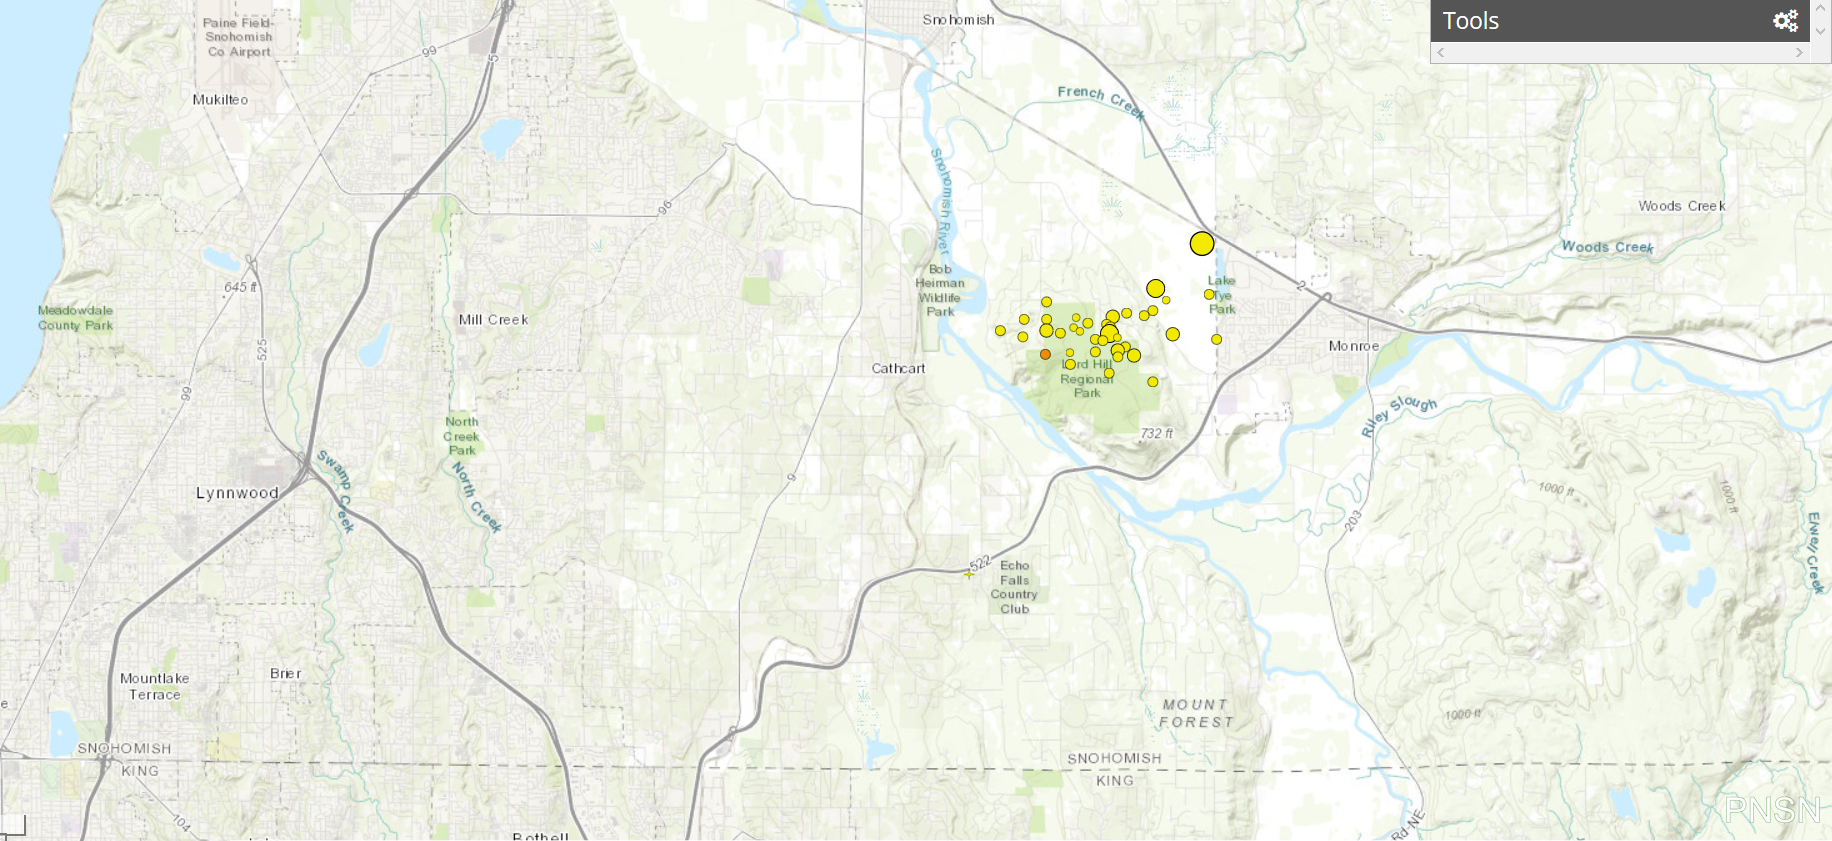 Tools
Paine Field-
Snohomish
Co Airport
99
5
Snohomish
Mukilteo
French Creek
Snohomish River
96
Woods Creek
Woods Creek
645 ft
Bob
Heirman
Wildlife
Park
Lake
Tye
Park
2
Meadowdale
County Park
Mill Creek
525
Monroe
Cathcart
Lord Hill
Regional
Park
99
Riley Slough
North
Creek
Park
732 ft
Swamp Creek
North Creek
9
Lynnwood
1000 ft
1000 ft
203
Elwell Creek
522
Echo
Falls
Country
Club
Mountlake
Terrace
Brier
MOUNT
FOREST
1000 ft
e
SNOHOMISH
KING
SNOHOMISH
KING
PNSN
104
Bothell
Rd-NE